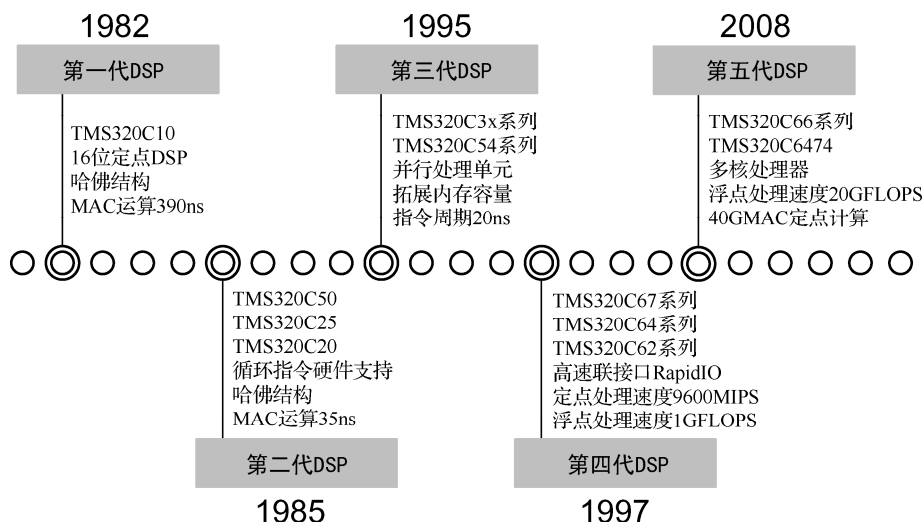 1982
第一代DSP
TMS320C10
16位定点DSP
哈佛结构
MAC运算390ns
TMS320C50
TMS320C25
TMS320C20
循环指令硬件支持
哈佛结构
MAC运算35ns
第二代DSP
1985
1995
第三代DSP
TMS320C3x系列
TMS320C54系列
并行处理单元
拓展内存容量
指令周期20ns
TMS320C67系列
TMS320C64系列
TMS320C62系列
高速联接口RapidIO
定点处理速度9600MIPS
浮点处理速度1GFLOPS
第四代DSP
1997
2008
第五代DSP
TMS320C66系列
TMS320C6474
多核处理器
浮点处理速度20GFLOPS
40GMAC定点计算